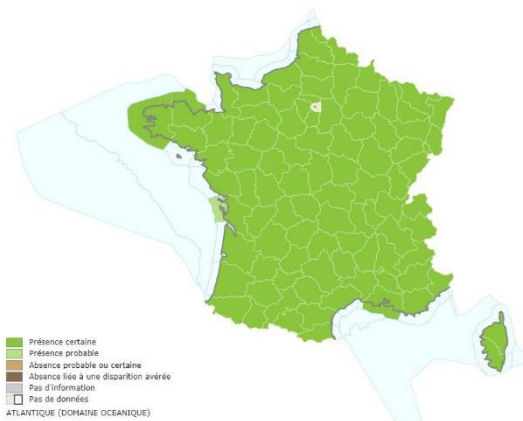 Présence certaine
Présence probable
Absence probable ou certaine
Absence liée à une disparition avérée
Pas d'information
Pas de données
ATLANTIQUE (DOMAINE OCEANIQUE)